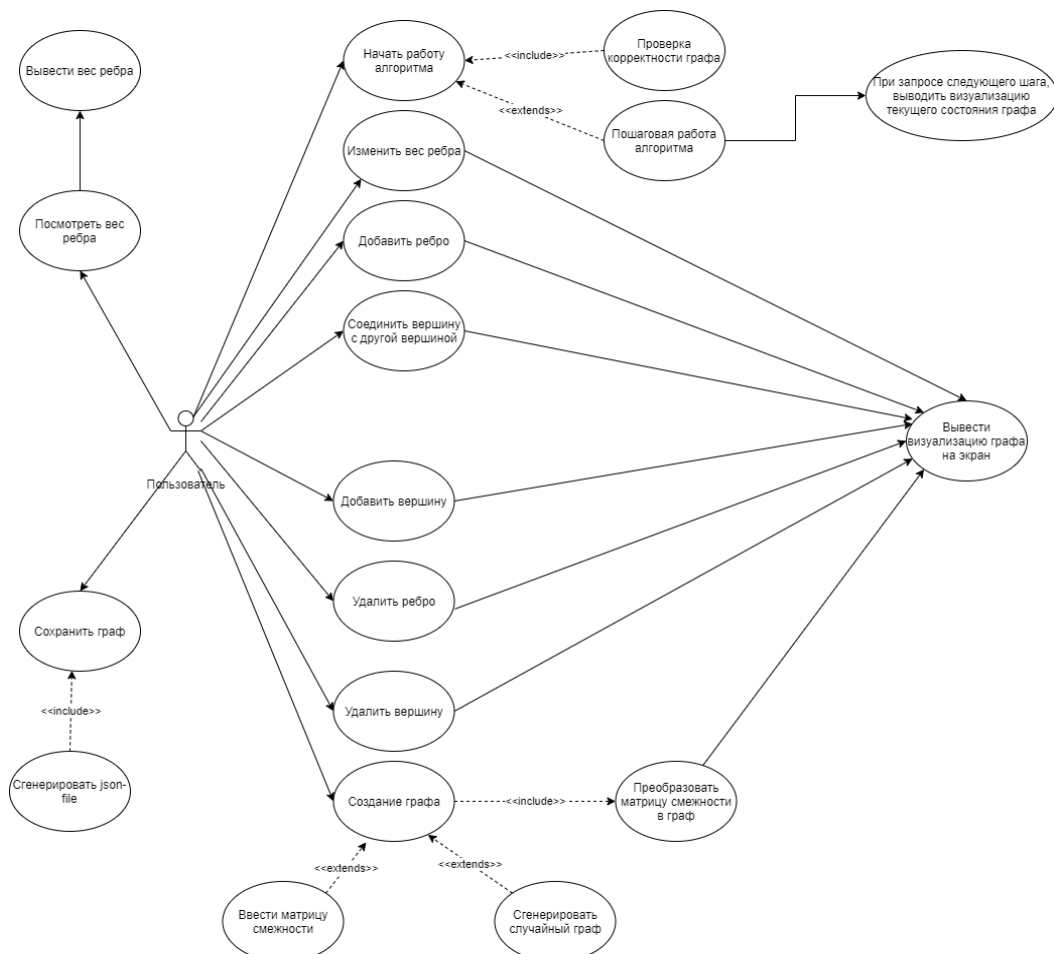 Начать работу
алгоритма
<<include>>
Проверка
корректности графа
Вывести вес ребра
При запросе следующего шага,
выводить визуализацию
текущего состояния графа
<<extends>>
Пошаговая работа
алгоритма
Изменить вес ребра
Посмотреть вес
ребра
Добавить ребро
Соединить вершину
с другой вершиной
Вывести
визуализацию графа
на экран
Пользователь
Добавить вершину
Удалить ребро
Сохранить граф
<<include>>
Удалить вершину
Сгенерировать json-
file
Создание графа
<<include>>
Преобразовать
матрицу смежности
в граф
<<extends>>
<<extends>>
Ввести матрицу
смежности
Сгенерировать
случайный граф